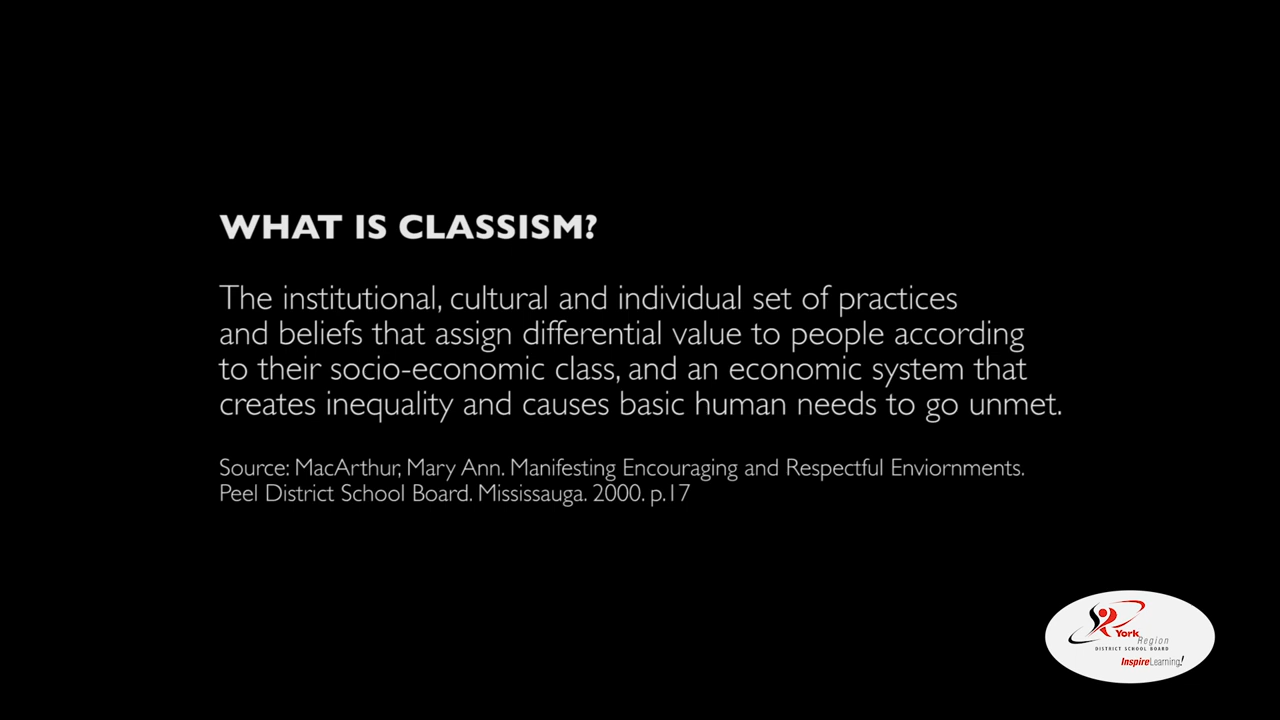 WHAT IS CLASSISM?
The institutional, cultural and individual set of practices
and beliefs that assign differential value to people according
to their socio-economic class, and an economic system that
creates inequality and causes basic human needs to go unmet.
Source: MacArthur, Mary Ann. Manifesting Encouraging and Respectful Enviornments.
Peel District School Board. Mississauga. 2000. p.17
York Region
DISTRICT SCHOOL BOARD
InspireLearning!